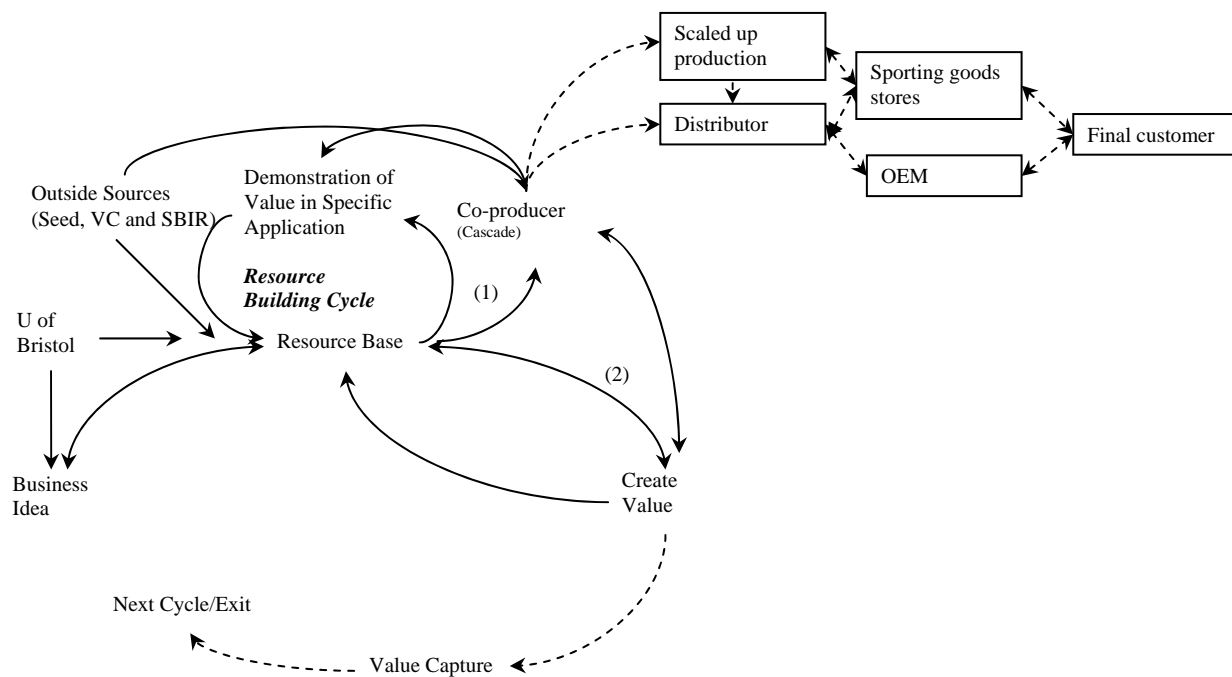 Scaled up
production
Sporting goods
stores
Distributor
Final customer
OEM
Outside Sources
(Seed, VC and SBIR)
Demonstration of
Value in Specific
Application
Co-producer
(Cascade)
Resource
Building Cycle
(1)
U of
Bristol
Resource Base
(2)
Business
Idea
Create
Value
Next Cycle/Exit
Value Capture